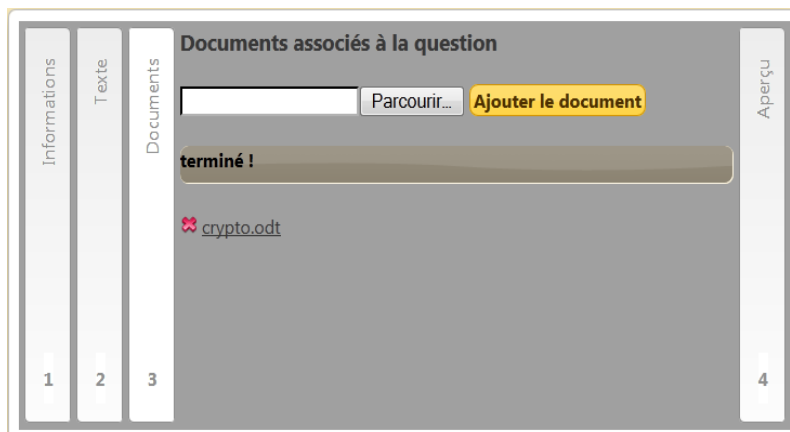 Informations
1
Texte
2
Documents
3
Documents associés à la question
Parcourir... Ajouter le document
terminé !
crypto.odt
Aperçu
4